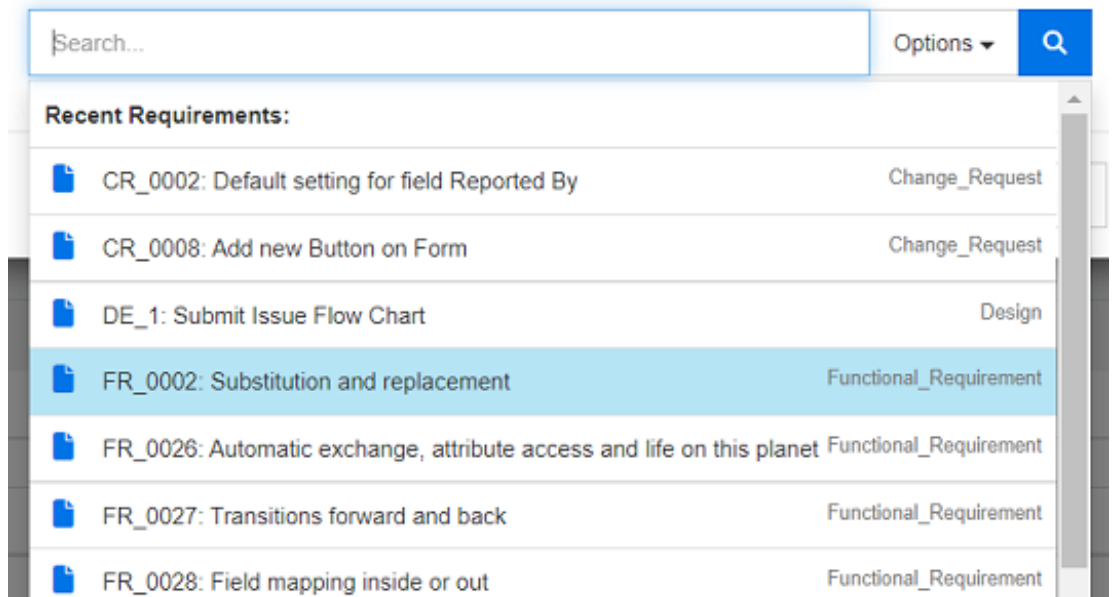 Search...
Options
Recent Requirements:
CR_0002: Default setting for field Reported By Change_Request
CR_0008: Add new Button on Form Change_Request
DE_1: Submit Issue Flow Chart Design
FR_0002: Substitution and replacement Functional_Requirement
FR_0026: Automatic exchange, attribute access and life on this planet Functional_Requirement
FR_0027: Transitions forward and back Functional_Requirement
FR_0028: Field mapping inside or out Functional_Requirement